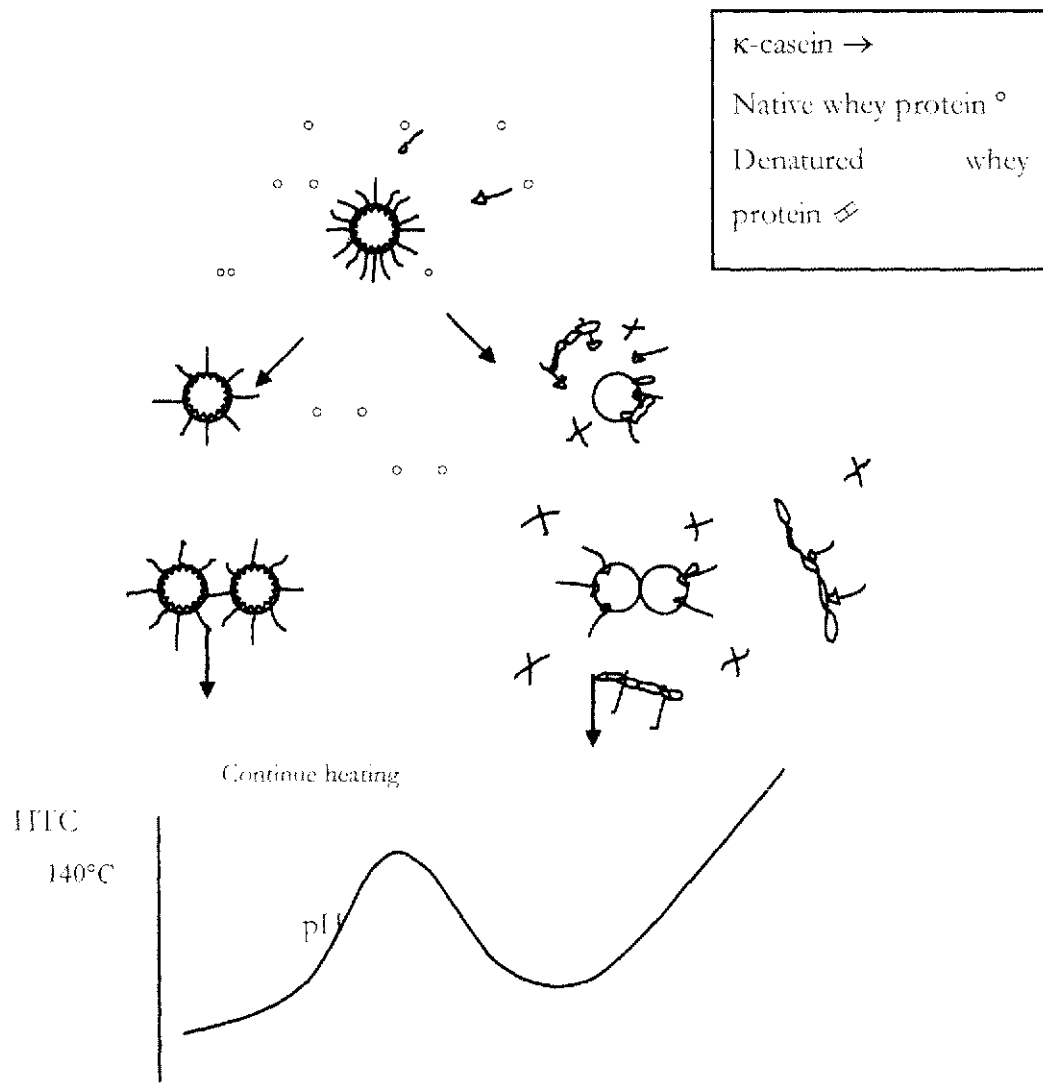 κ-casein →
Native whey protein °
Denatured whey
protein
Continue heating
HTC
140°C
pH